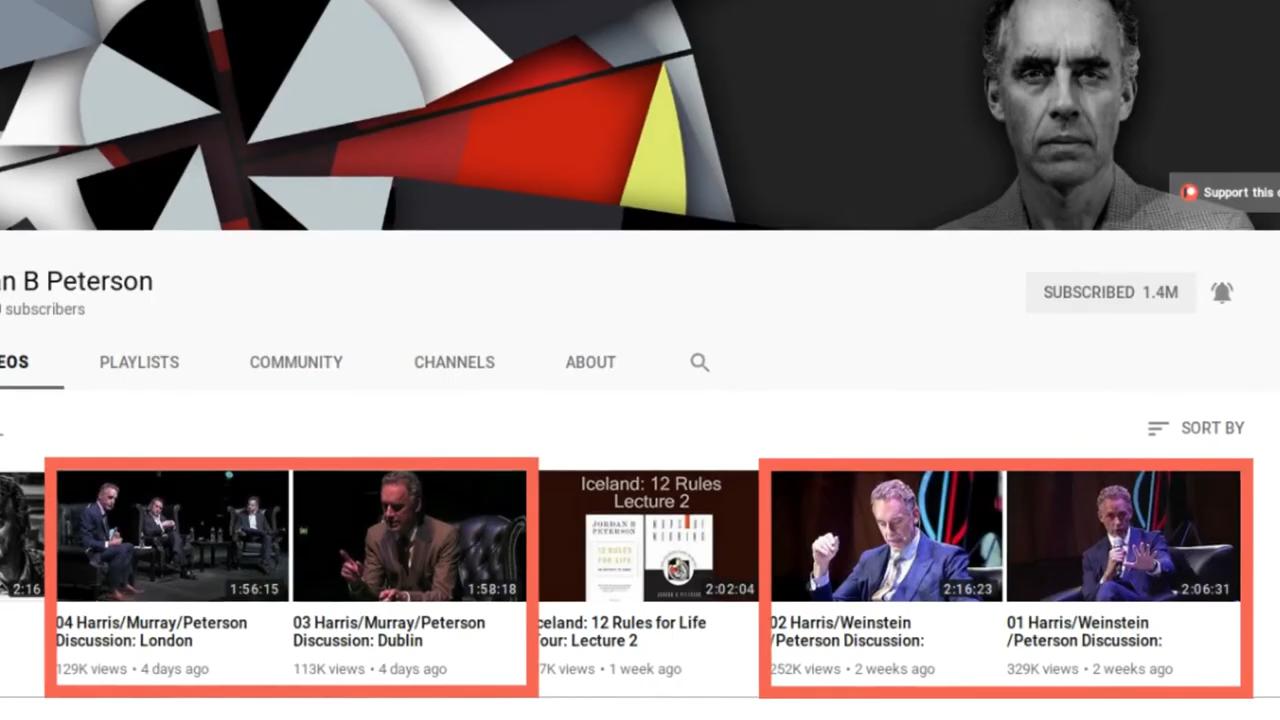 Support this
n B Peterson
subscribers
SUBSCRIBED 1.4M
EOS
PLAYLISTS
COMMUNITY
CHANNELS
ABOUT
SORT BY
2:16
1:56:15
1:58:18
Iceland: 12 Rules
Lecture 2
JORDAN B
PETERSON
12 RULES
FOR LIFE
MAPS OF
MEANING
JORDAN B. PETERSON
2:02:04
2:16:23
2:06:31
04 Harris/Murray/Peterson
Discussion: London
129K views • 4 days ago
03 Harris/Murray/Peterson
Discussion: Dublin
113K views • 4 days ago
celand: 12 Rules for Life
our: Lecture 2
7K views • 1 week ago
02 Harris/Weinstein
/Peterson Discussion:
252K views • 2 weeks ago
01 Harris/Weinstein
/Peterson Discussion:
329K views • 2 weeks ago